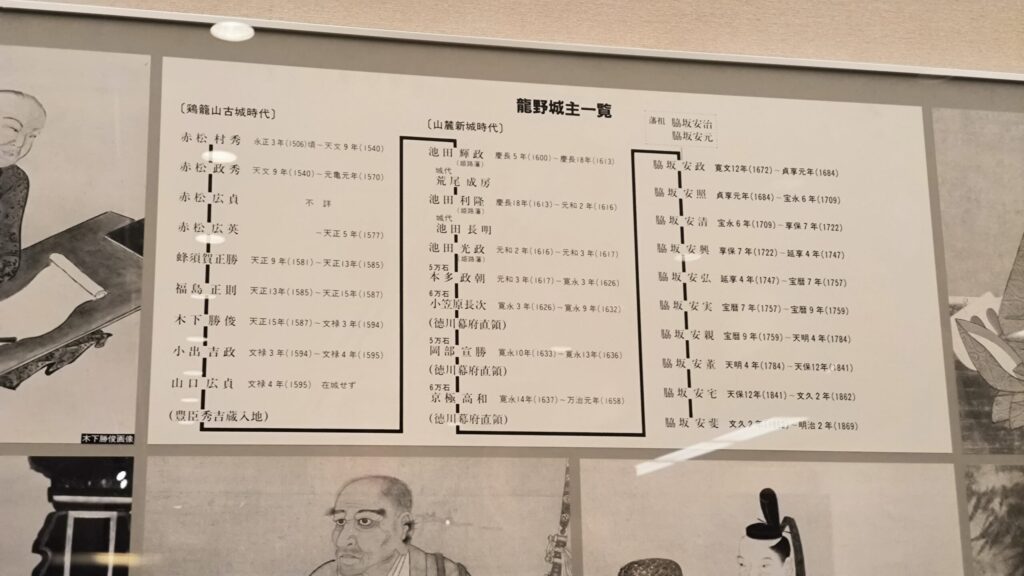 龍野城主一覧
〔鶏籠山古城時代〕
赤松村秀 永正3年(1506)頃-天文9年(1540)
赤松政秀 天文9年(1540)-元亀元年(1570)
赤松広貞 不詳
赤松広英 -天正5年(1577)
蜂須賀正勝 天正9年(1581)-天正13年(1585)
福島正則 天正13年(1585)-天正15年(1587)
木下勝俊 天正15年(1587)-文禄3年(1594)
小出吉政 文禄3年(1594)-文禄4年(1595)
山口広貞 文禄4年(1595) 在城せず
(豊臣秀吉蔵入地)
〔山麓新城時代〕
池田輝政 慶長5年(1600)-慶長18年(1613)
(姫路藩)
城代
荒尾成房
池田利隆 慶長18年(1613)-元和2年(1616)
(姫路藩)
城代
池田長明
池田光政 元和2年(1616)-元和3年(1617)
(姫路藩)
5万石
本多政朝 元和3年(1617)-寛永3年(1626)
6万石
小笠原長次 寛永3年(1626)-寛永9年(1632)
(徳川幕府直領)
5万石
岡部宣勝 寛永10年(1633)-寛永13年(1636)
(徳川幕府直領)
6万石
京極高和 寛永14年(1637)-万治元年(1658)
(徳川幕府直領)
藩祖 脇坂安治
脇坂安元
脇坂安政 寛文12年(1672)-貞享元年(1684)
脇坂安照 貞享元年(1684)-宝永6年(1709)
脇坂安清 宝永6年(1709)-享保7年(1722)
脇坂安興 享保7年(1722)-延享4年(1747)
脇坂安弘 延享4年(1747)-宝暦7年(1757)
脇坂安実 宝暦7年(1757)-宝暦9年(1759)
脇坂安親 宝暦9年(1759)-天明4年(1784)
脇坂安董 天明4年(1784)-天保12年(1841)
脇坂安宅 天保12年(1841)-文久2年(1862)
脇坂安斐 文久2年 -明治2年(1869)
木下勝俊画像